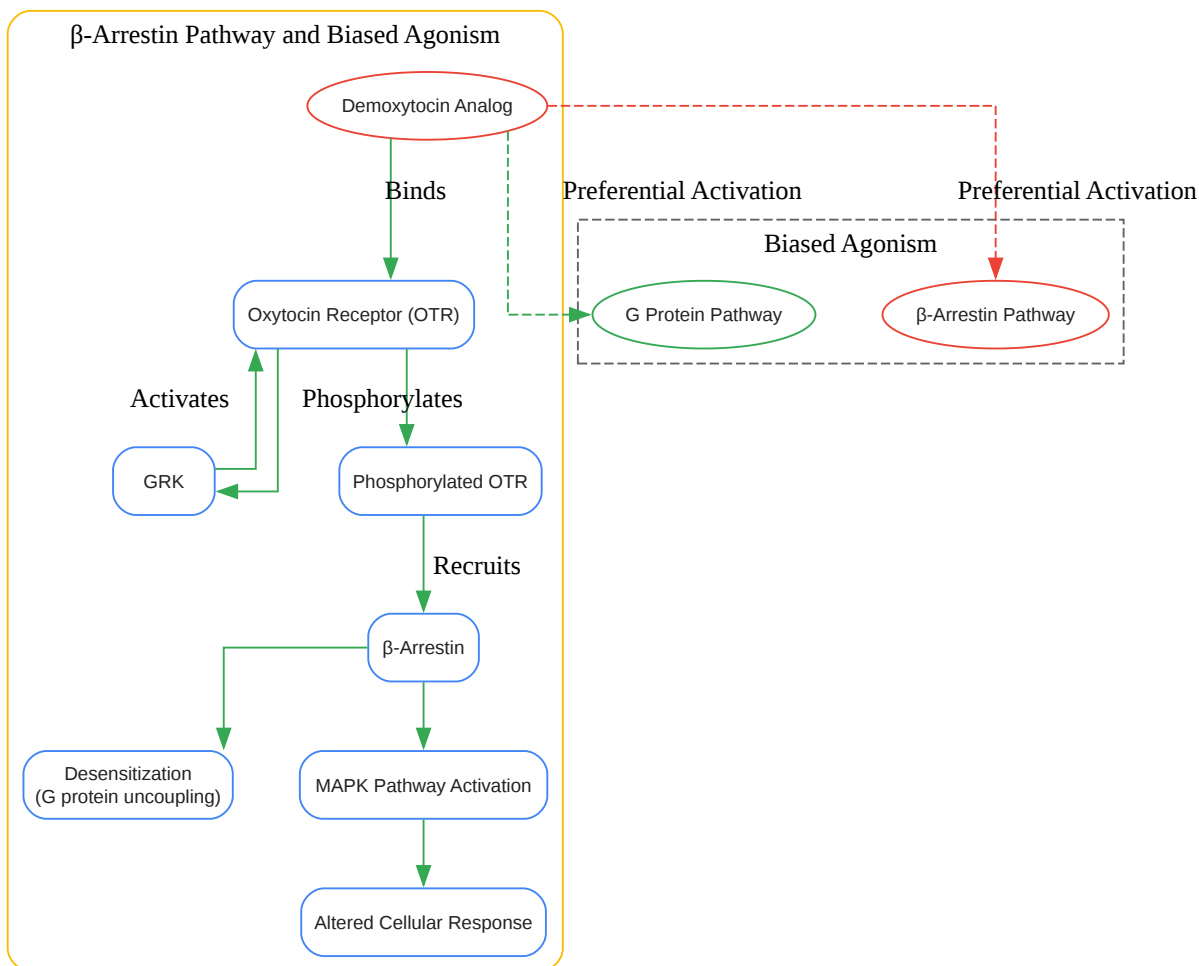 β-Arrestin Pathway and Biased Agonism
Demoxytocin Analog
Binds
Preferential Activation
Preferential Activation
Biased Agonism
Oxytocin Receptor (OTR)
G Protein Pathway
β-Arrestin Pathway
Activates
Phosphorylates
GRK
Phosphorylated OTR
Recruits
β-Arrestin
Desensitization
(G protein uncoupling)
MAPK Pathway Activation
Altered Cellular Response